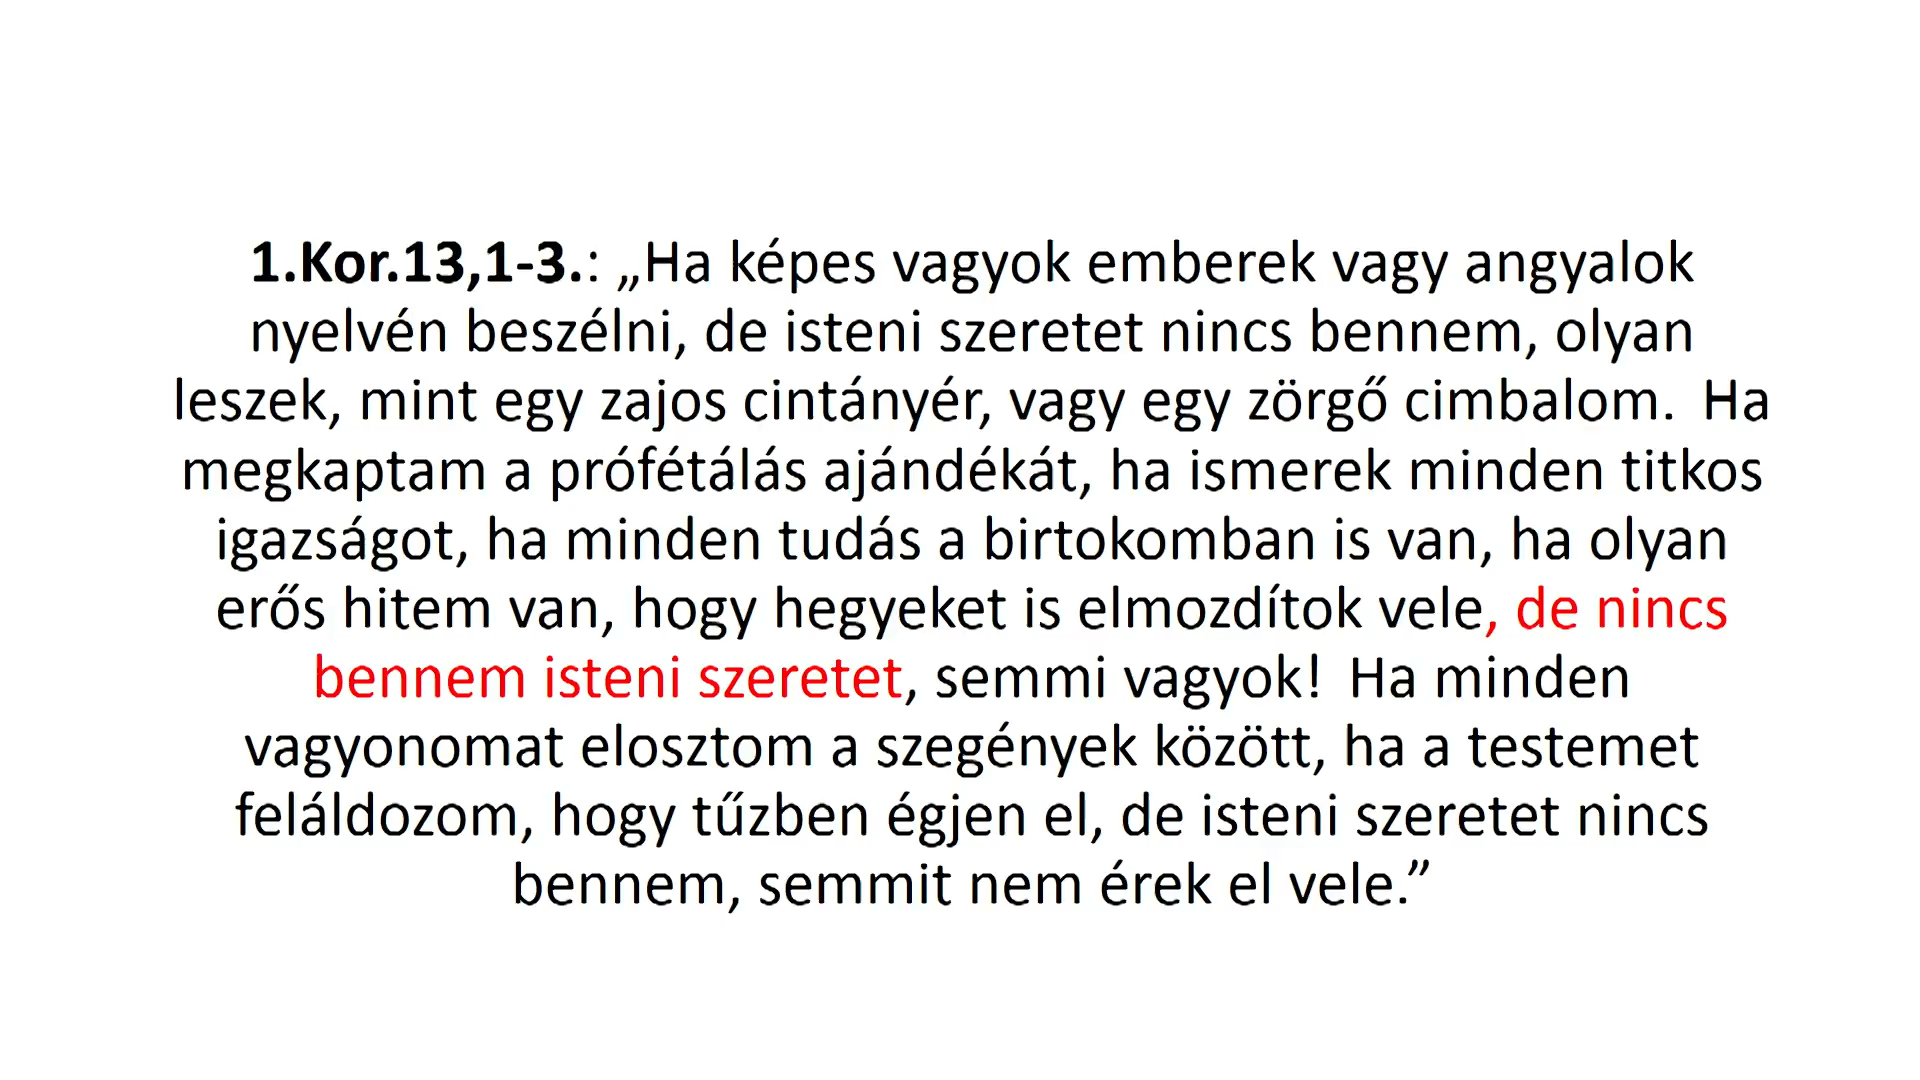 1.Kor.13,1-3.: „Ha képes vagyok emberek vagy angyalok
nyelvén beszélni, de isteni szeretet nincs bennem, olyan
leszek, mint egy zajos cintányér, vagy egy zörgő cimbalom.  Ha
megkaptam a prófétálás ajándékát, ha ismerek minden titkos
igazságot, ha minden tudás a birtokomban is van, ha olyan
erős hitem van, hogy hegyeket is elmozdítok vele, de nincs
bennem isteni szeretet, semmi vagyok!  Ha minden
vagyonomat elosztom a szegények között, ha a testemet
feláldozom, hogy tűzben égjen el, de isteni szeretet nincs
bennem, semmit nem érek el vele.”